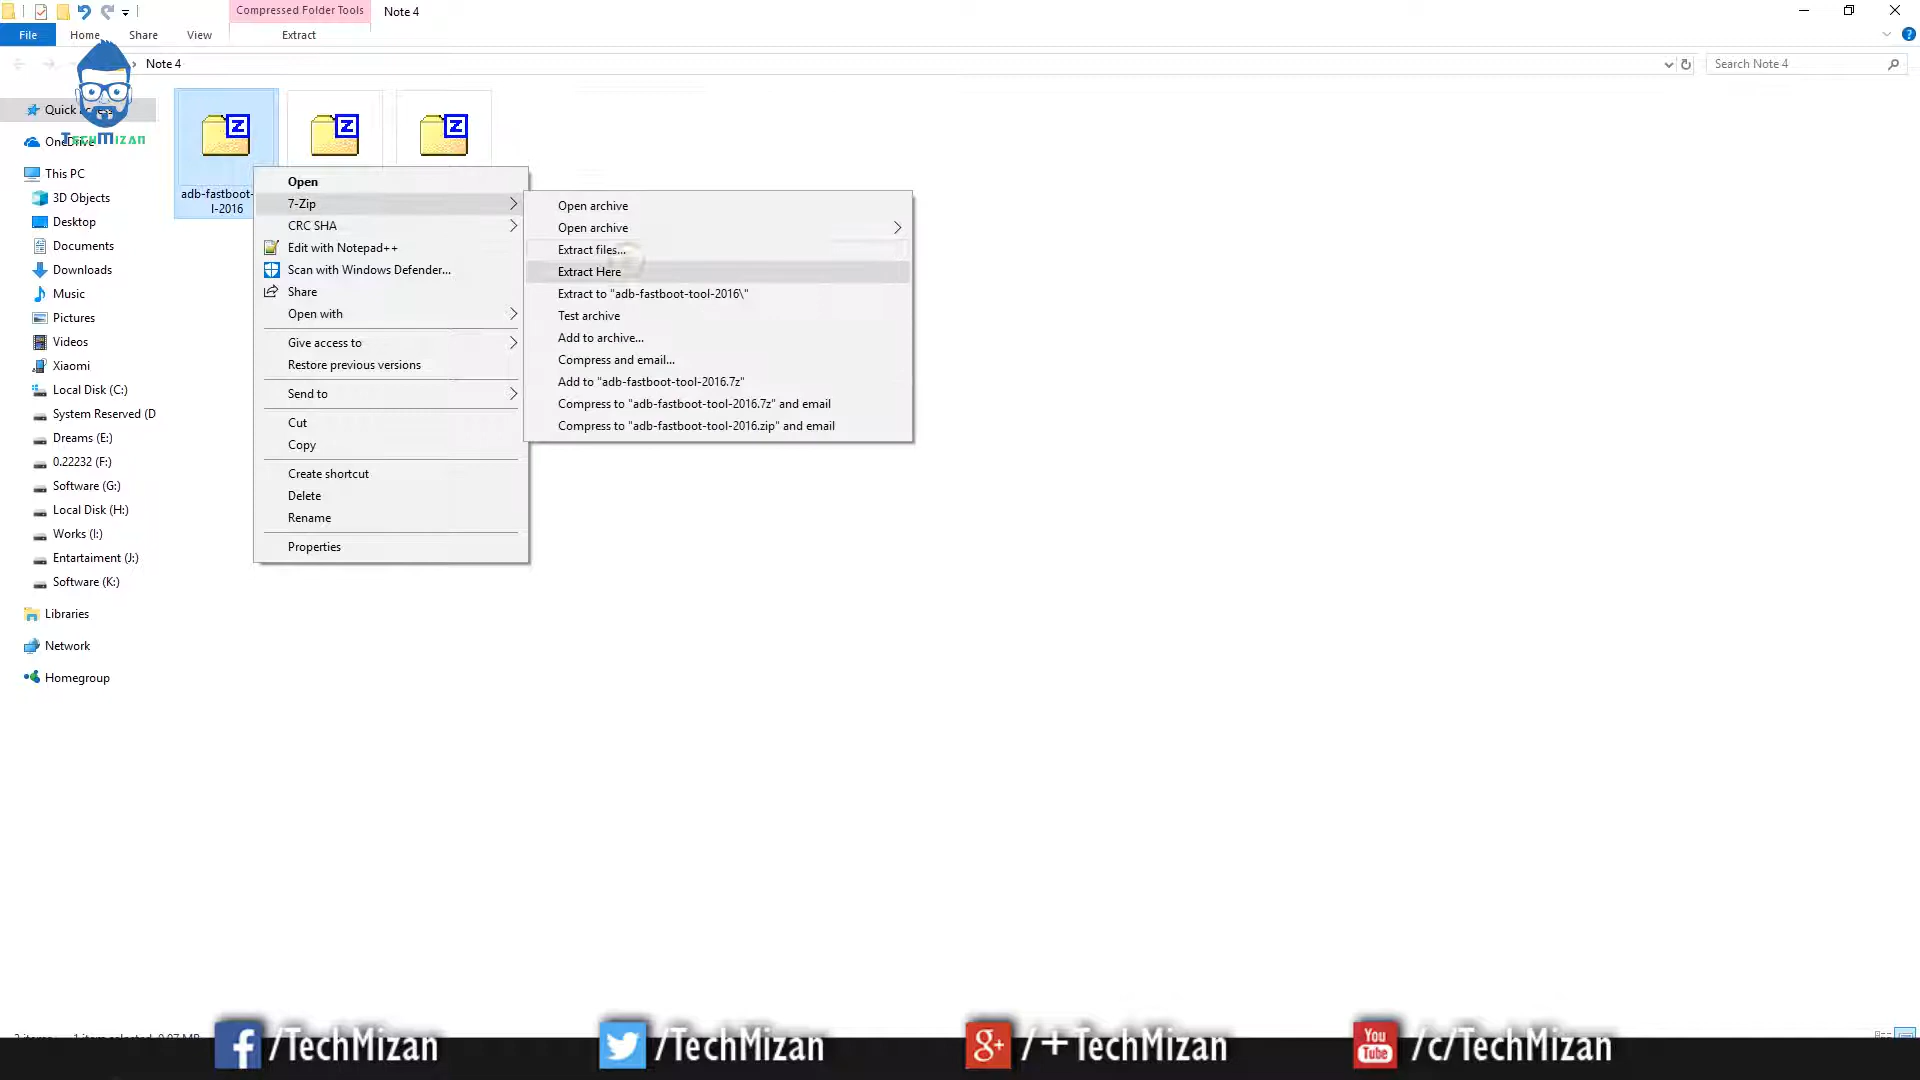 Compressed Folder Tools
Note 4
File
Home
Share
View
Extract
Note 4
Search Note 4
Quick access
OneDrive
TechMizan
This PC
3D Objects
Desktop
Documents
Downloads
Music
Pictures
Videos
Xiaomi
Local Disk (C:)
System Reserved (D
Dreams (E:)
0.22232 (F:)
Software (G:)
Local Disk (H:)
Works (I:)
Entartaiment (J:)
Software (K:)
Libraries
Network
Homegroup
adb-fastboot-
l-2016
Open
7-Zip
CRC SHA
Edit with Notepad++
Scan with Windows Defender...
Share
Open with
Give access to
Restore previous versions
Send to
Cut
Copy
Create shortcut
Delete
Rename
Properties
Open archive
Open archive
Extract files...
Extract Here
Extract to "adb-fastboot-tool-2016\"
Test archive
Add to archive...
Compress and email...
Add to "adb-fastboot-tool-2016.7z"
Compress to "adb-fastboot-tool-2016.7z" and email
Compress to "adb-fastboot-tool-2016.zip" and email
/TechMizan
/TechMizan
g+ /+TechMizan
You Tube /c/TechMizan